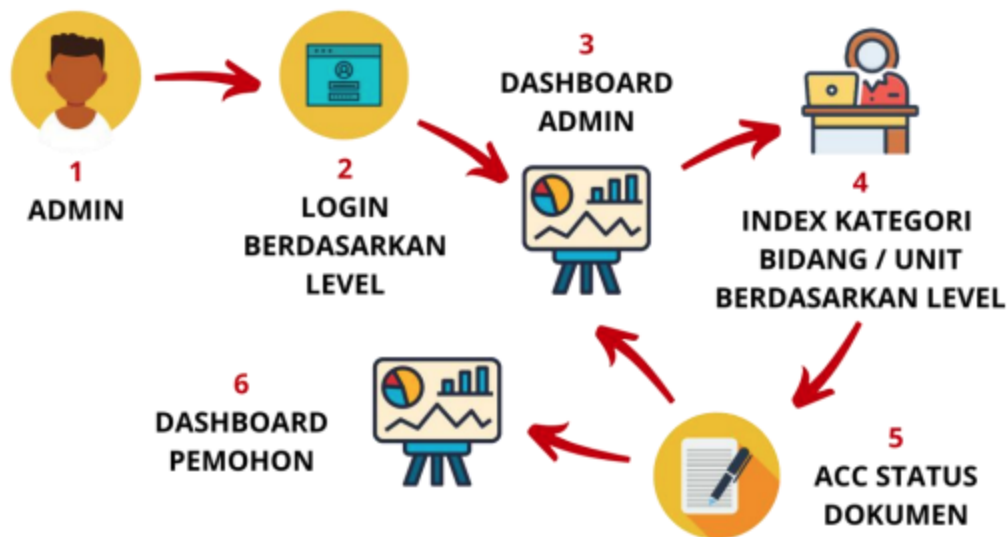 1
ADMIN
2
LOGIN
BERDASARKAN
LEVEL
3
DASHBOARD
ADMIN
4
INDEX KATEGORI
BIDANG / UNIT
BERDASARKAN LEVEL
5
ACC STATUS
DOKUMEN
6
DASHBOARD
PEMOHON